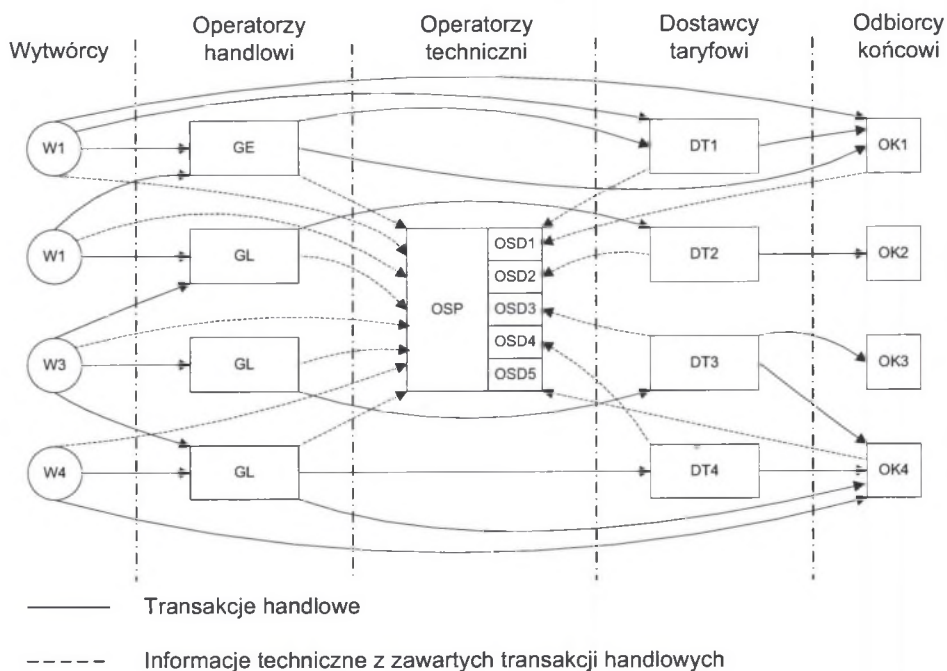 Wytwórcy
Operatorzy
handlowi
Operatorzy
techniczni
Dostawcy
taryfowi
Odbiorcy
końcowi
W1
GE
DT1
OK1
W1
GL
OSP
OSD1
OSD2
OSD3
OSD4
OSD5
DT2
OK2
W3
GL
DT3
OK3
W4
GL
DT4
OK4
Transakcje handlowe
Informacje techniczne z zawartych transakcji handlowych